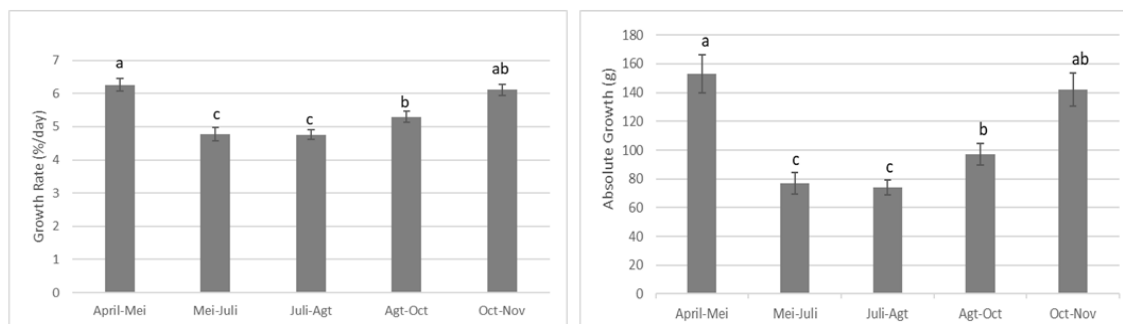 Growth Rate (%/day)
7
6
5
4
3
2
1
0
a
c
c
b
ab
April-Mei Mei-Juli Juli-Agt Agt-Oct Oct-Nov
Absolute Growth (g)
180
160
140
120
100
80
60
40
20
0
a
c
c
b
ab
April-Mei Mei-Juli Juli-Agt Agt-Oct Oct-Nov